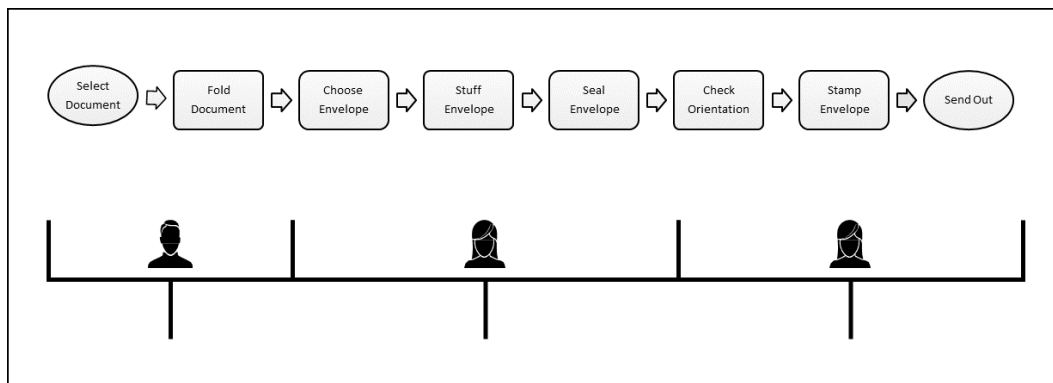 Select
Document
Fold
Document
Choose
Envelope
Stuff
Envelope
Seal
Envelope
Check
Orientation
Stamp
Envelope
Send Out